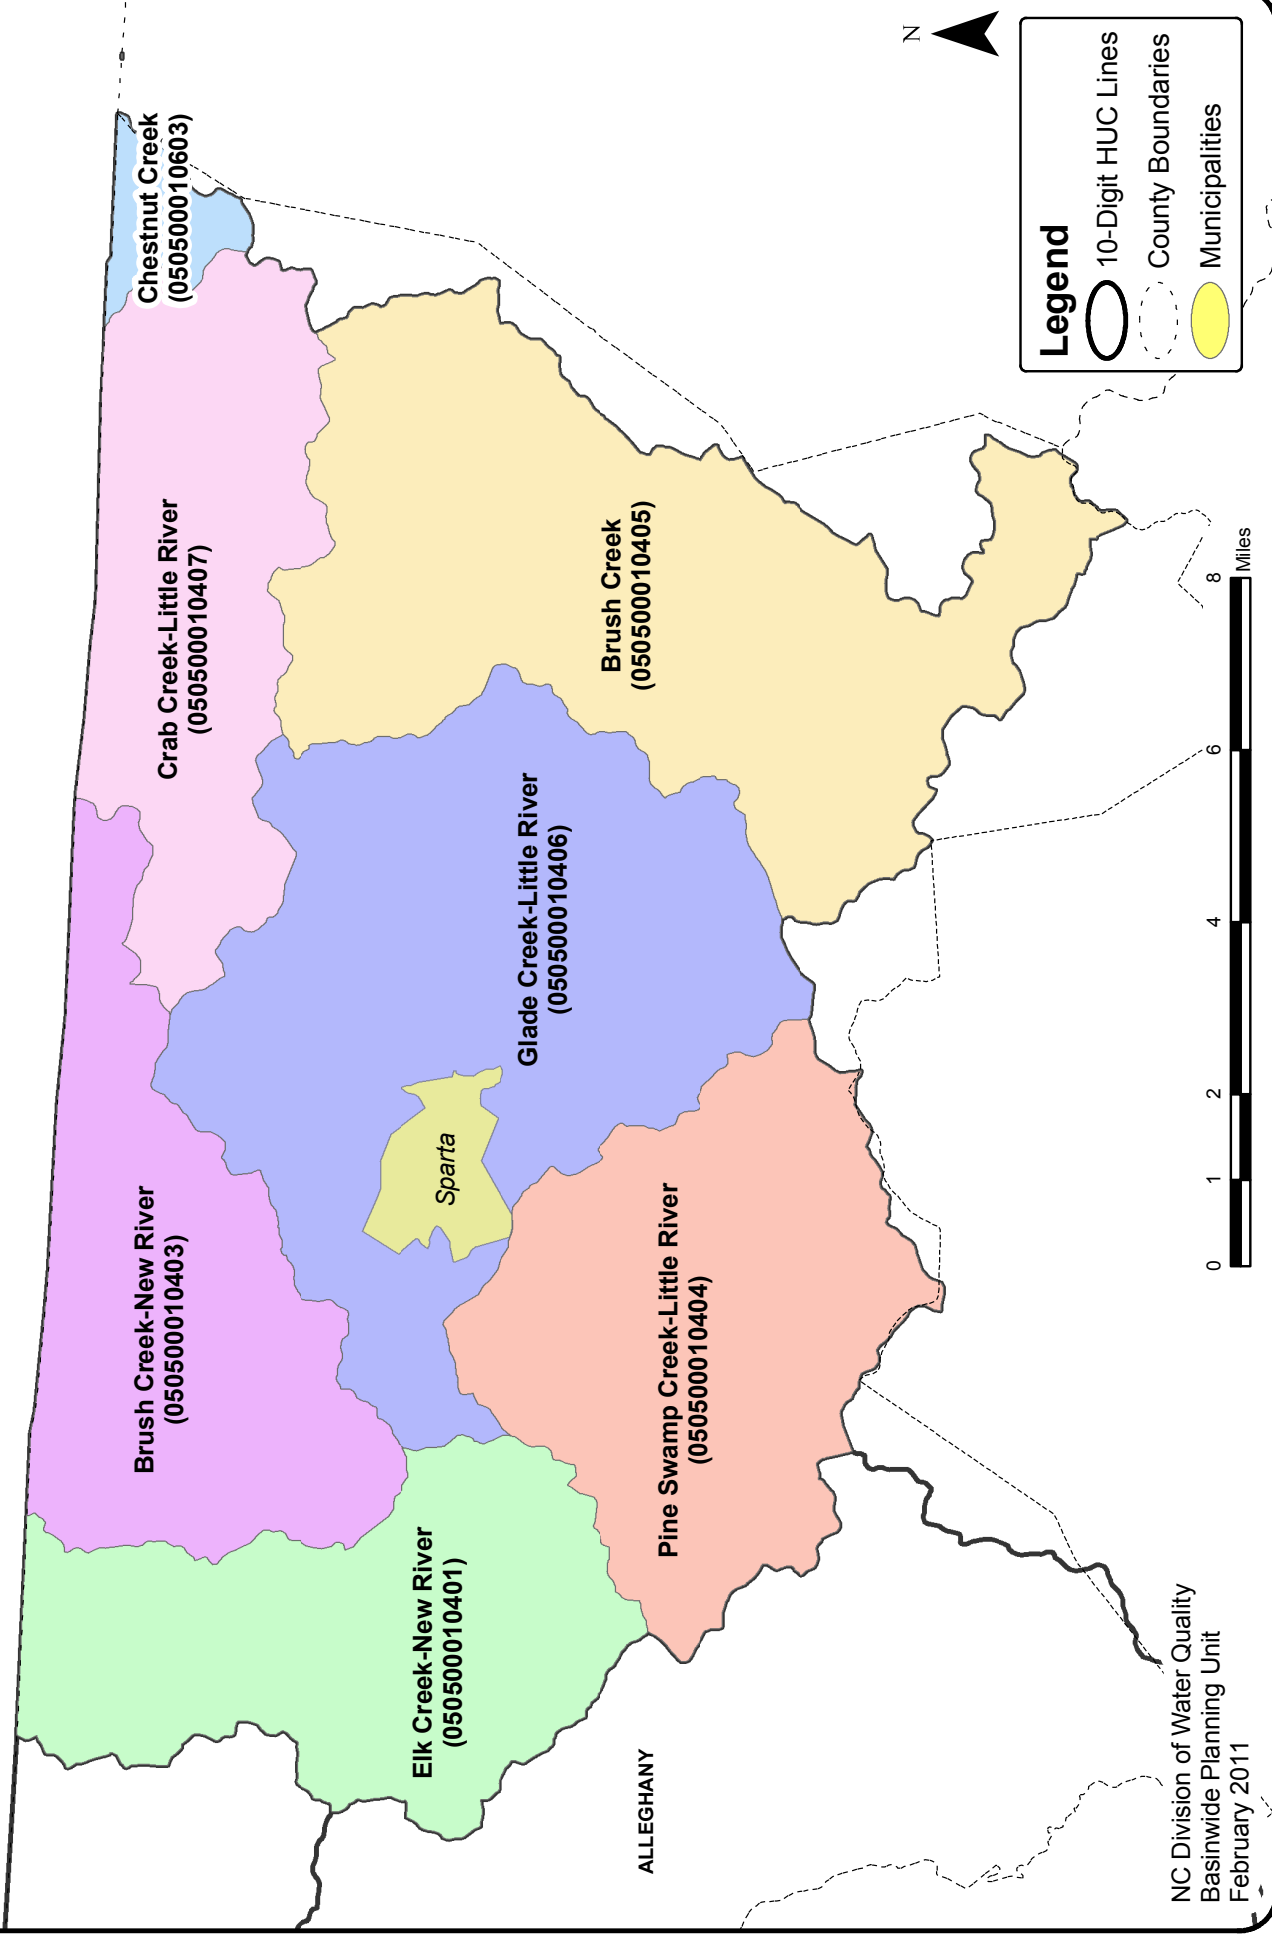 Chestnut Creek
(0505000010603)
Crab Creek-Little River
(0505000010407)
Brush Creek-New River
(0505000010403)
Brush Creek
(0505000010405)
Glade Creek-Little River
(0505000010406)
Sparta
Elk Creek-New River
(0505000010401)
Pine Swamp Creek-Little River
(0505000010404)
ALLEGHANY
N
Legend
10-Digit HUC Lines
County Boundaries
Municipalities
0 1 2 4 6 8
Miles
NC Division of Water Quality
Basinwide Planning Unit
February 2011